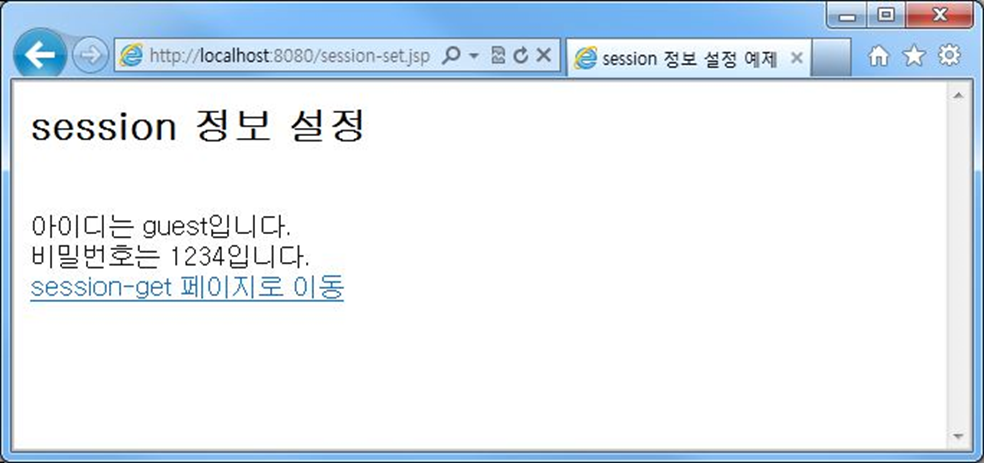 http://localhost:8080/session-set.jsp
session 정보 설정 예제
session 정보 설정
아이디는 guest입니다.
비밀번호는 1234입니다.
session-get 페이지로 이동